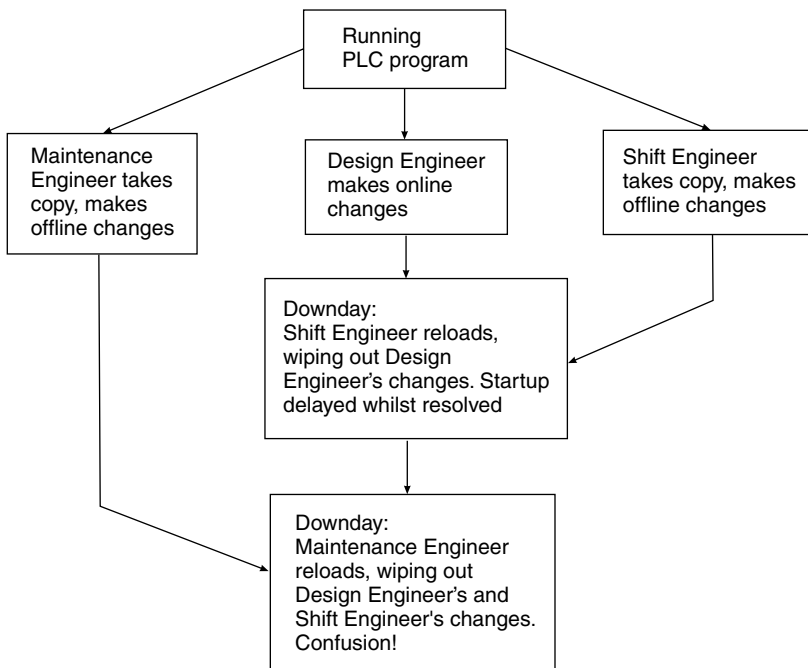 Running
PLC program
Maintenance
Engineer takes
copy, makes
offline changes
Design Engineer
makes online
changes
Shift Engineer
takes copy, makes
offline changes
Downday:
Shift Engineer reloads,
wiping out Design
Engineer’s changes. Startup
delayed whilst resolved
Downday:
Maintenance Engineer
reloads, wiping out
Design Engineer’s and
Shift Engineer's changes.
Confusion!